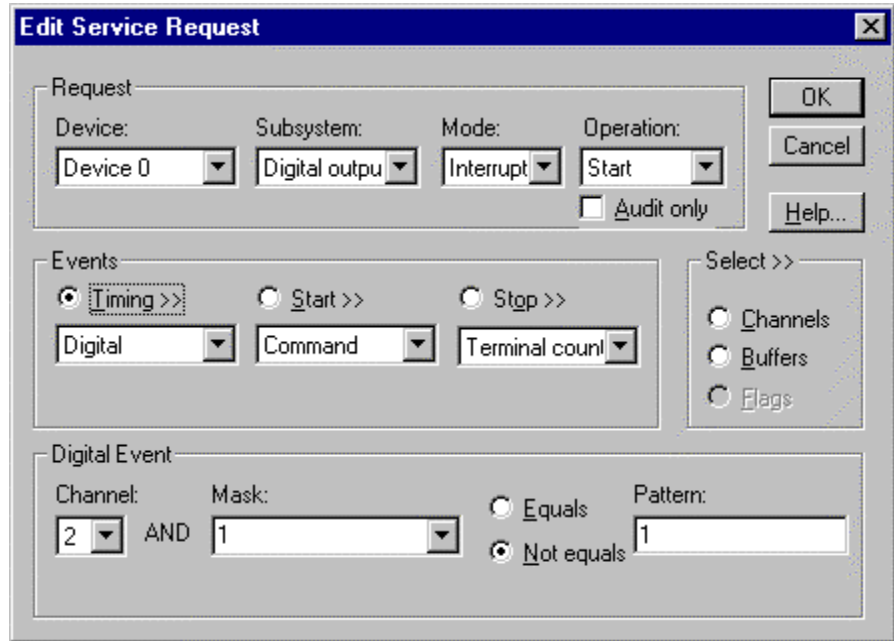 Edit Service Request
Request
OK
Device: Subsystem: Mode: Operation:
Cancel
Device 0 Digital outpu Interrupt Start
Audit only
Help...
Events
Select >>
Timing >> Start >> Stop >>
Channels
Digital Command Terminal count
Buffers
Flags
Digital Event
Channel: Mask: Pattern:
Equals
2 AND 1 1
Not equals